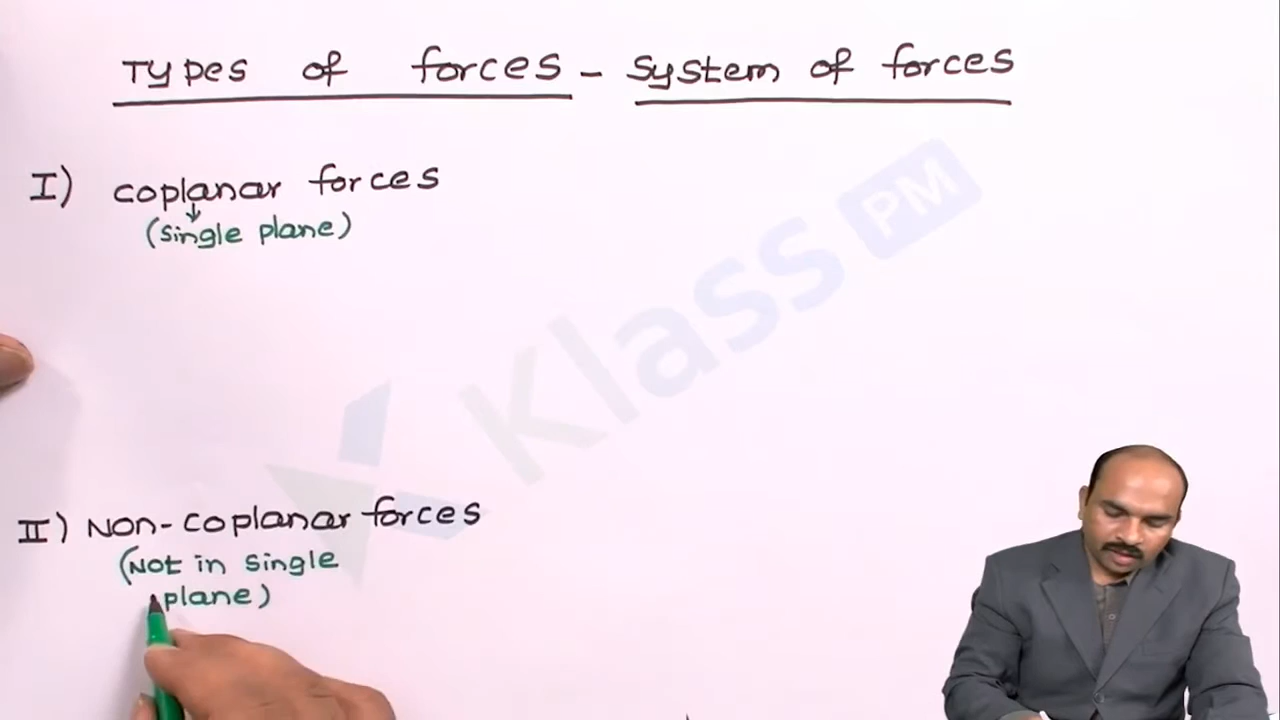 Types of forces - System of forces
I) coplanar forces
(single plane)
II) Non-coplanar forces
(Not in single
plane)
Klass PM